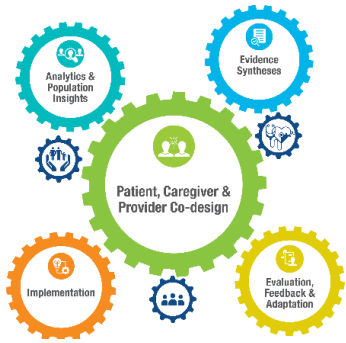 Analytics &
Population
Insights
Evidence
Syntheses
Patient, Caregiver &
Provider Co-design
Implementation
Evaluation,
Feedback &
Adaptation